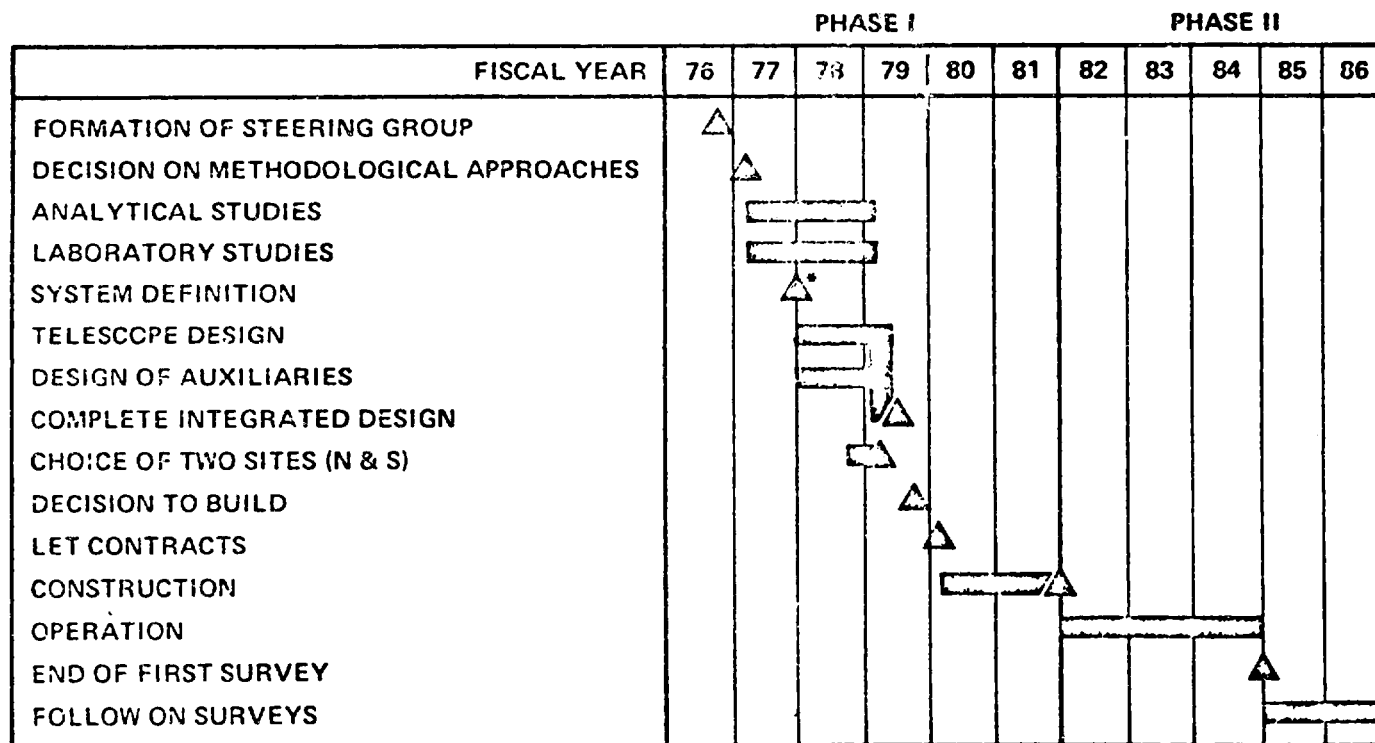 PHASE I PHASE II
FISCAL YEAR 76 77 78 79 80 81 82 83 84 85 86
FORMATION OF STEERING GROUP
DECISION ON METHODOLOGICAL APPROACHES
ANALYTICAL STUDIES
LABORATORY STUDIES
SYSTEM DEFINITION *
TELESCOPE DESIGN
DESIGN OF AUXILIARIES
COMPLETE INTEGRATED DESIGN
CHOICE OF TWO SITES (N & S)
DECISION TO BUILD
LET CONTRACTS
CONSTRUCTION
OPERATION
END OF FIRST SURVEY
FOLLOW ON SURVEYS